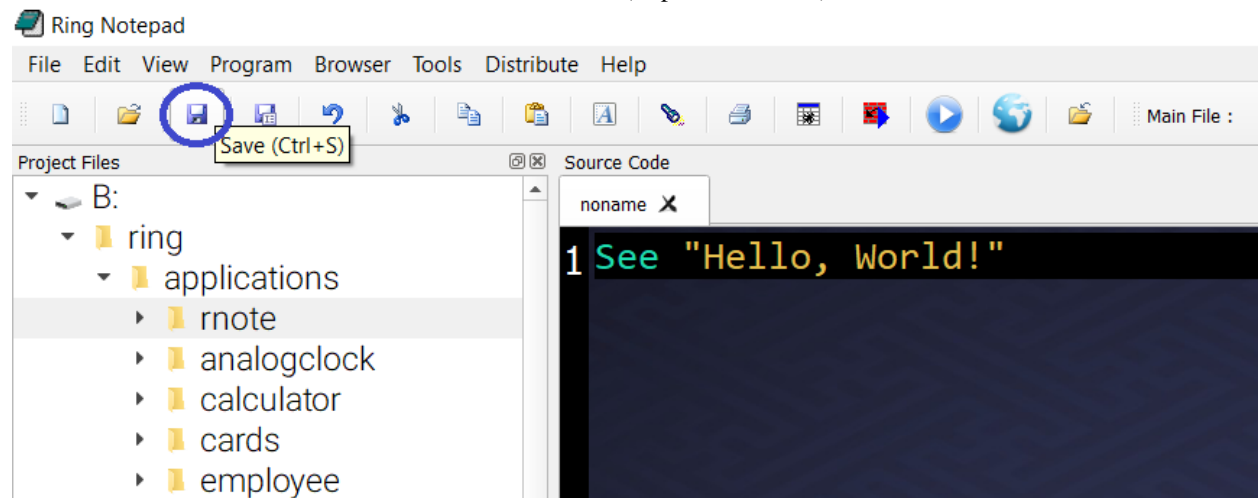 Ring Notepad
File Edit View Program Browser Tools Distribute Help
Main File :
Save (Ctrl+S)
Project Files
B:
ring
applications
rnote
analogclock
calculator
cards
employee
Source Code
noname
1 See "Hello, World!"